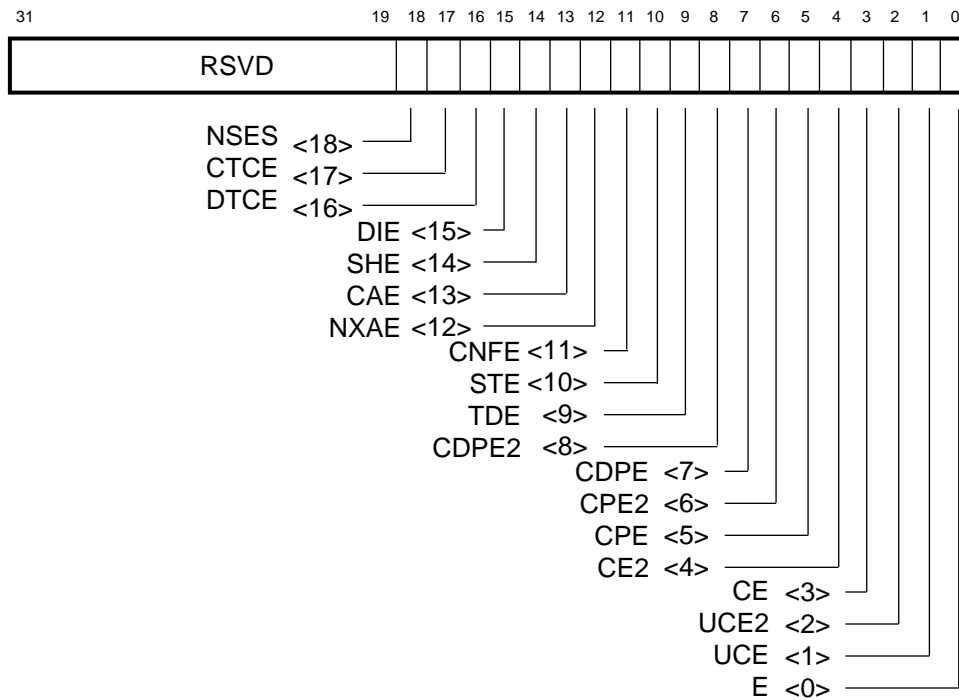 31 19 18 17 16 15 14 13 12 11 10 9 8 7 6 5 4 3 2 1 0
RSVD
NSES <18>
CTCE <17>
DTCE <16>
DIE <15>
SHE <14>
CAE <13>
NXAE <12>
CNFE <11>
STE <10>
TDE <9>
CDPE2 <8>
CDPE <7>
CPE2 <6>
CPE <5>
CE2 <4>
CE <3>
UCE2 <2>
UCE <1>
E <0>